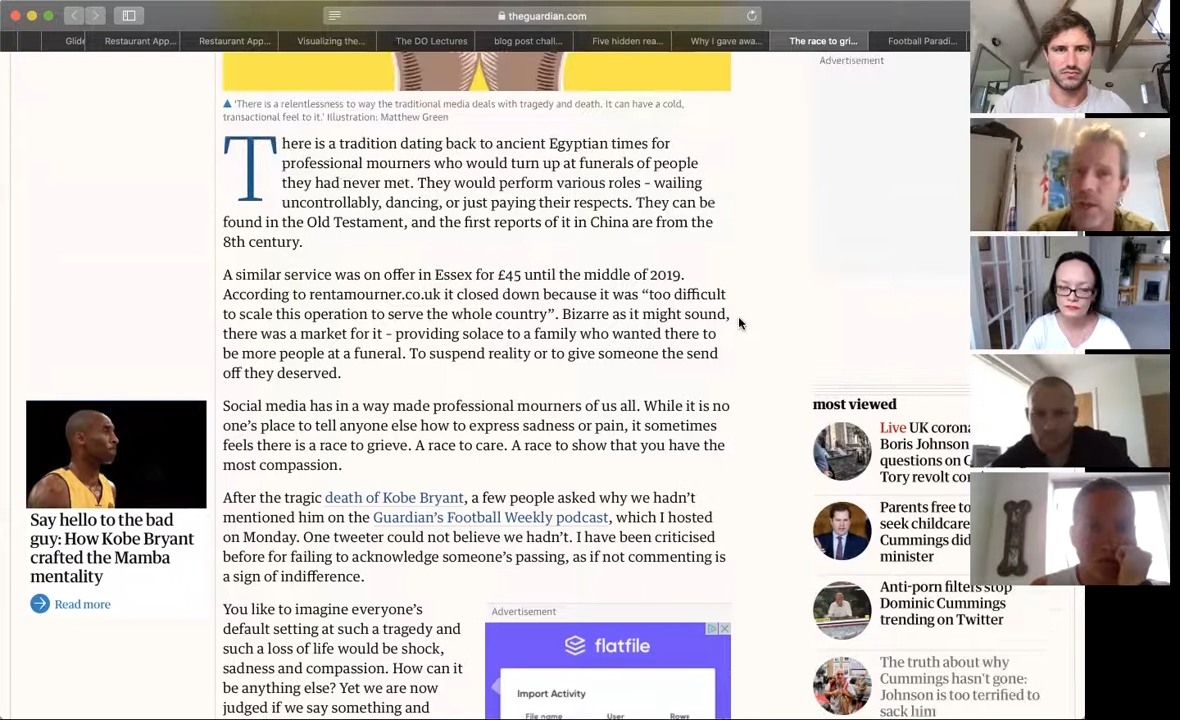 theguardian.com
Glide
Restaurant App...
Restaurant App...
Visualizing the...
The DO Lectures
blog post chall...
Five hidden rea...
Why I gave awa...
The race to gri...
Football Paradi...
Advertisement
▲ 'There is a relentlessness to way the traditional media deals with tragedy and death. It can have a cold,
transactional feel to it.' Illustration: Matthew Green
There is a tradition dating back to ancient Egyptian times for
professional mourners who would turn up at funerals of people
they had never met. They would perform various roles – wailing
uncontrollably, dancing, or just paying their respects. They can be
found in the Old Testament, and the first reports of it in China are from the
8th century.
A similar service was on offer in Essex for £45 until the middle of 2019.
According to rentamourner.co.uk it closed down because it was “too difficult
to scale this operation to serve the whole country”. Bizarre as it might sound,
there was a market for it – providing solace to a family who wanted there to
be more people at a funeral. To suspend reality or to give someone the send
off they deserved.
Social media has in a way made professional mourners of us all. While it is no
one’s place to tell anyone else how to express sadness or pain, it sometimes
feels there is a race to grieve. A race to care. A race to show that you have the
most compassion.
After the tragic death of Kobe Bryant, a few people asked why we hadn’t
mentioned him on the Guardian’s Football Weekly podcast, which I hosted
on Monday. One tweeter could not believe we hadn’t. I have been criticised
before for failing to acknowledge someone’s passing, as if not commenting is
a sign of indifference.
You like to imagine everyone’s
default setting at such a tragedy and
such a loss of life would be shock,
sadness and compassion. How can it
be anything else? Yet we are now
judged if we say something and
Say hello to the bad
guy: How Kobe Bryant
crafted the Mamba
mentality
Read more
Advertisement
flatfile
Import Activity
File name User Rows
most viewed
Live UK corona
Boris Johnson
questions on C
Tory revolt co
Parents free to
seek childcare
Cummings did
minister
Anti-porn filters stop
Dominic Cummings
trending on Twitter
The truth about why
Cummings hasn't gone:
Johnson is too terrified to
sack him